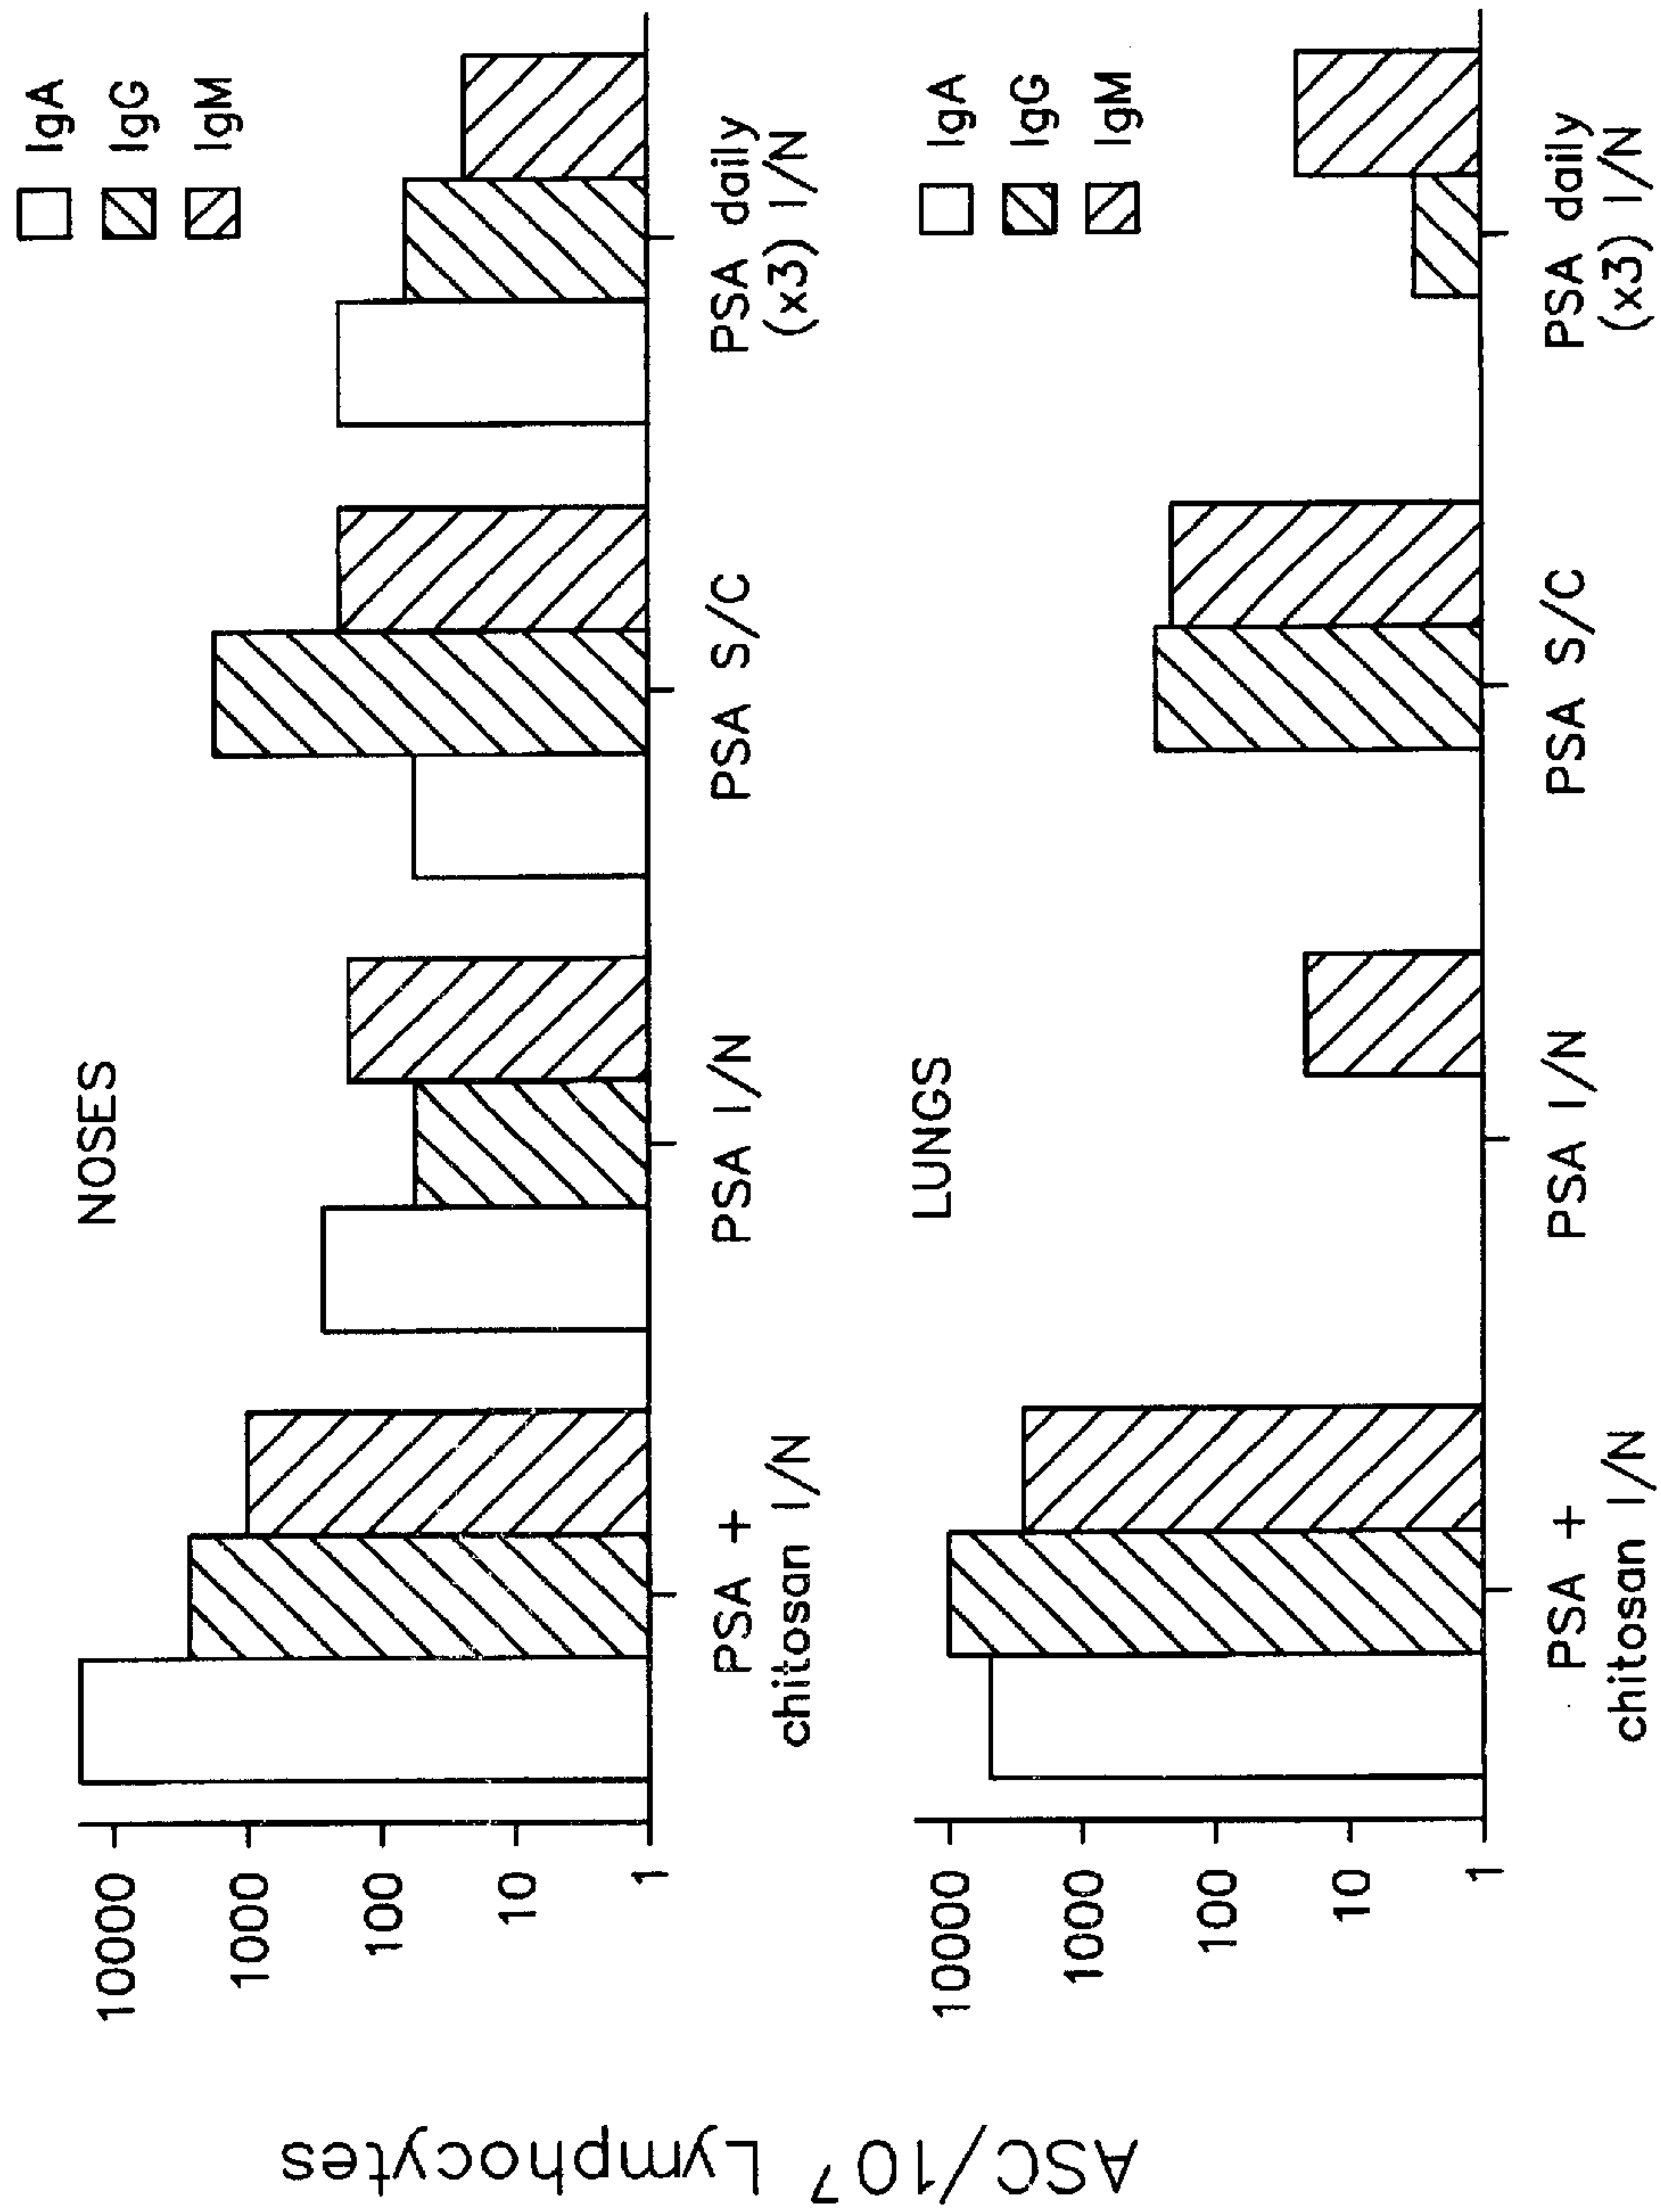 ASC/10⁷ Lymphocytes
NOSES
IgA
IgG
IgM
10000
1000
100
10
1
PSA +
chitosan I/N
PSA I/N
PSA S/C
PSA daily
(x3) I/N
LUNGS
IgA
IgG
IgM
10000
1000
100
10
1
PSA +
chitosan I/N
PSA I/N
PSA S/C
PSA daily
(x3) I/N